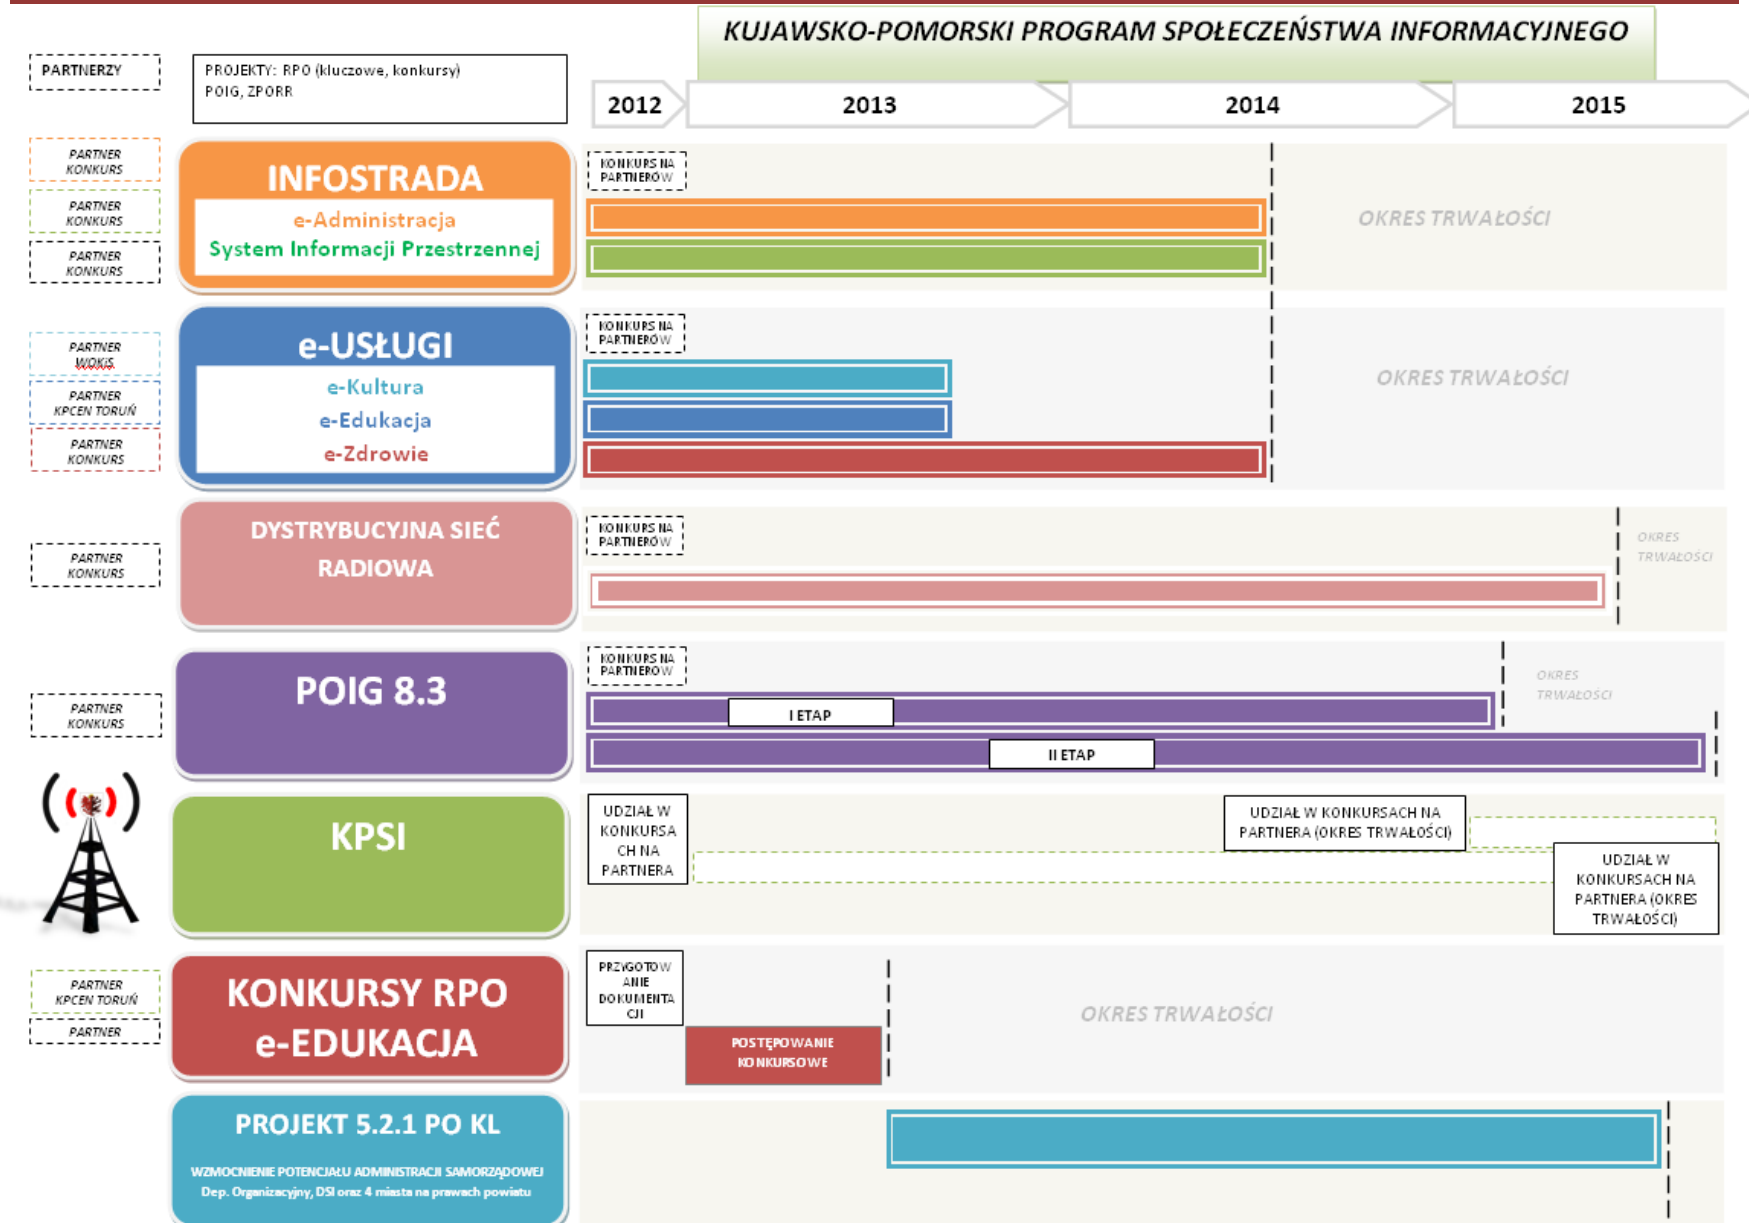 KUJAWSKO-POMORSKI PROGRAM SPOŁECZEŃSTWA INFORMACYJNEGO
PARTNERZY
PROJEKTY: RPO (kluczowe, konkursy)
POIG, ZPORR
2012
2013
2014
2015
PARTNER
KONKURS
PARTNER
KONKURS
PARTNER
KONKURS
INFOSTRADA
e-Administracja
System Informacji Przestrzennej
KONKURS NA
PARTNERÓW
OKRES TRWAŁOŚCI
PARTNER
WOKiS
PARTNER
KPCEN TORUŃ
PARTNER
KONKURS
e-USŁUGI
e-Kultura
e-Edukacja
e-Zdrowie
KONKURS NA
PARTNERÓW
OKRES TRWAŁOŚCI
PARTNER
KONKURS
DYSTRYBUCYJNA SIEĆ
RADIOWA
KONKURS NA
PARTNERÓW
OKRES
TRWAŁOŚCI
PARTNER
KONKURS
POIG 8.3
KONKURS NA
PARTNERÓW
I ETAP
II ETAP
OKRES
TRWAŁOŚCI
KPSI
UDZIAŁ W
KONKURSA
CH NA
PARTNERA
UDZIAŁ W KONKURSACH NA
PARTNERA (OKRES TRWAŁOŚCI)
UDZIAŁ W
KONKURSACH NA
PARTNERA (OKRES
TRWAŁOŚCI)
PARTNER
KPCEN TORUŃ
PARTNER
KONKURSY RPO
e-EDUKACJA
PRZYGOTOW
ANIE
DOKUMENTA
CJI
POSTĘPOWANIE
KONKURSOWE
OKRES TRWAŁOŚCI
PROJEKT 5.2.1 PO KL
WZMOCNIENIE POTENCJAŁU ADMINISTRACJI SAMORZĄDOWEJ
Dep. Organizacyjny, DSI oraz 4 miasta na prawach powiatu